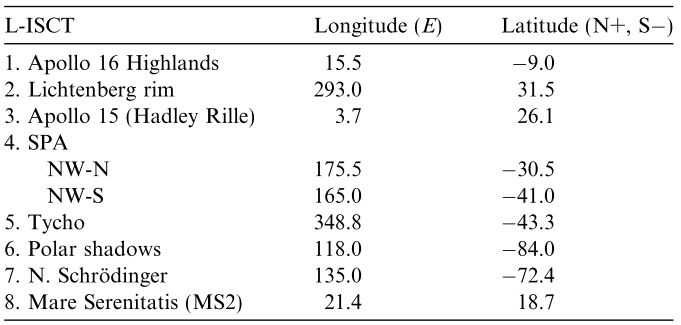 L-ISCT Longitude (E) Latitude (N+, S−)
1. Apollo 16 Highlands 15.5 −9.0
2. Lichtenberg rim 293.0 31.5
3. Apollo 15 (Hadley Rille) 3.7 26.1
4. SPA
NW-N 175.5 −30.5
NW-S 165.0 −41.0
5. Tycho 348.8 −43.3
6. Polar shadows 118.0 −84.0
7. N. Schrödinger 135.0 −72.4
8. Mare Serenitatis (MS2) 21.4 18.7